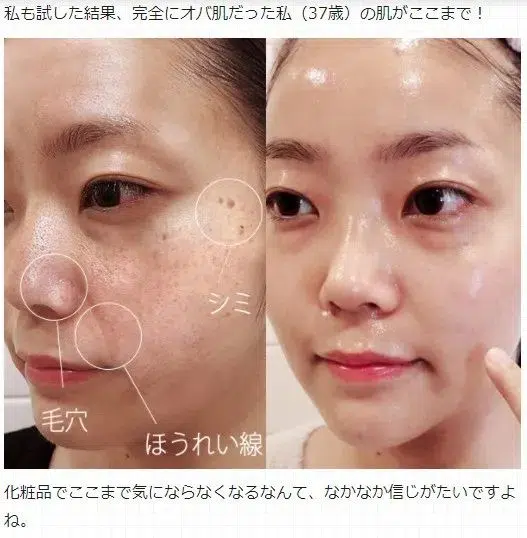 私も試した結果、完全にオバ肌だった私（37歳）の肌がここまで！
シミ
毛穴
ほうれい線
化粧品でここまで気にならなくなるなんて、なかなか信じがたいですよ
ね。